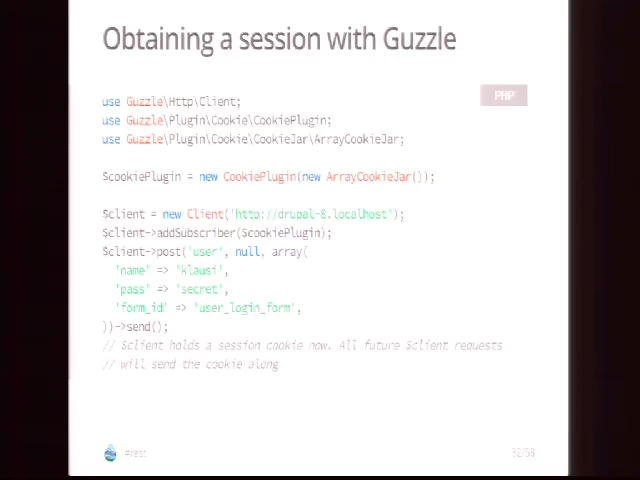 Obtaining a session with Guzzle
PHP
use Guzzle\Http\Client;
use Guzzle\Plugin\Cookie\CookiePlugin;
use Guzzle\Plugin\Cookie\CookieJar\ArrayCookieJar;
$cookiePlugin = new CookiePlugin(new ArrayCookieJar());
$client = new Client('http://drupal-8.localhost');
$client->addSubscriber($cookiePlugin);
$client->post('user', null, array(
'name' => 'klausi',
'pass' => 'secret',
'form_id' => 'user_login_form',
))->send();
// $client holds a session cookie now. All future $client requests
// will send the cookie along
#rest
32/58